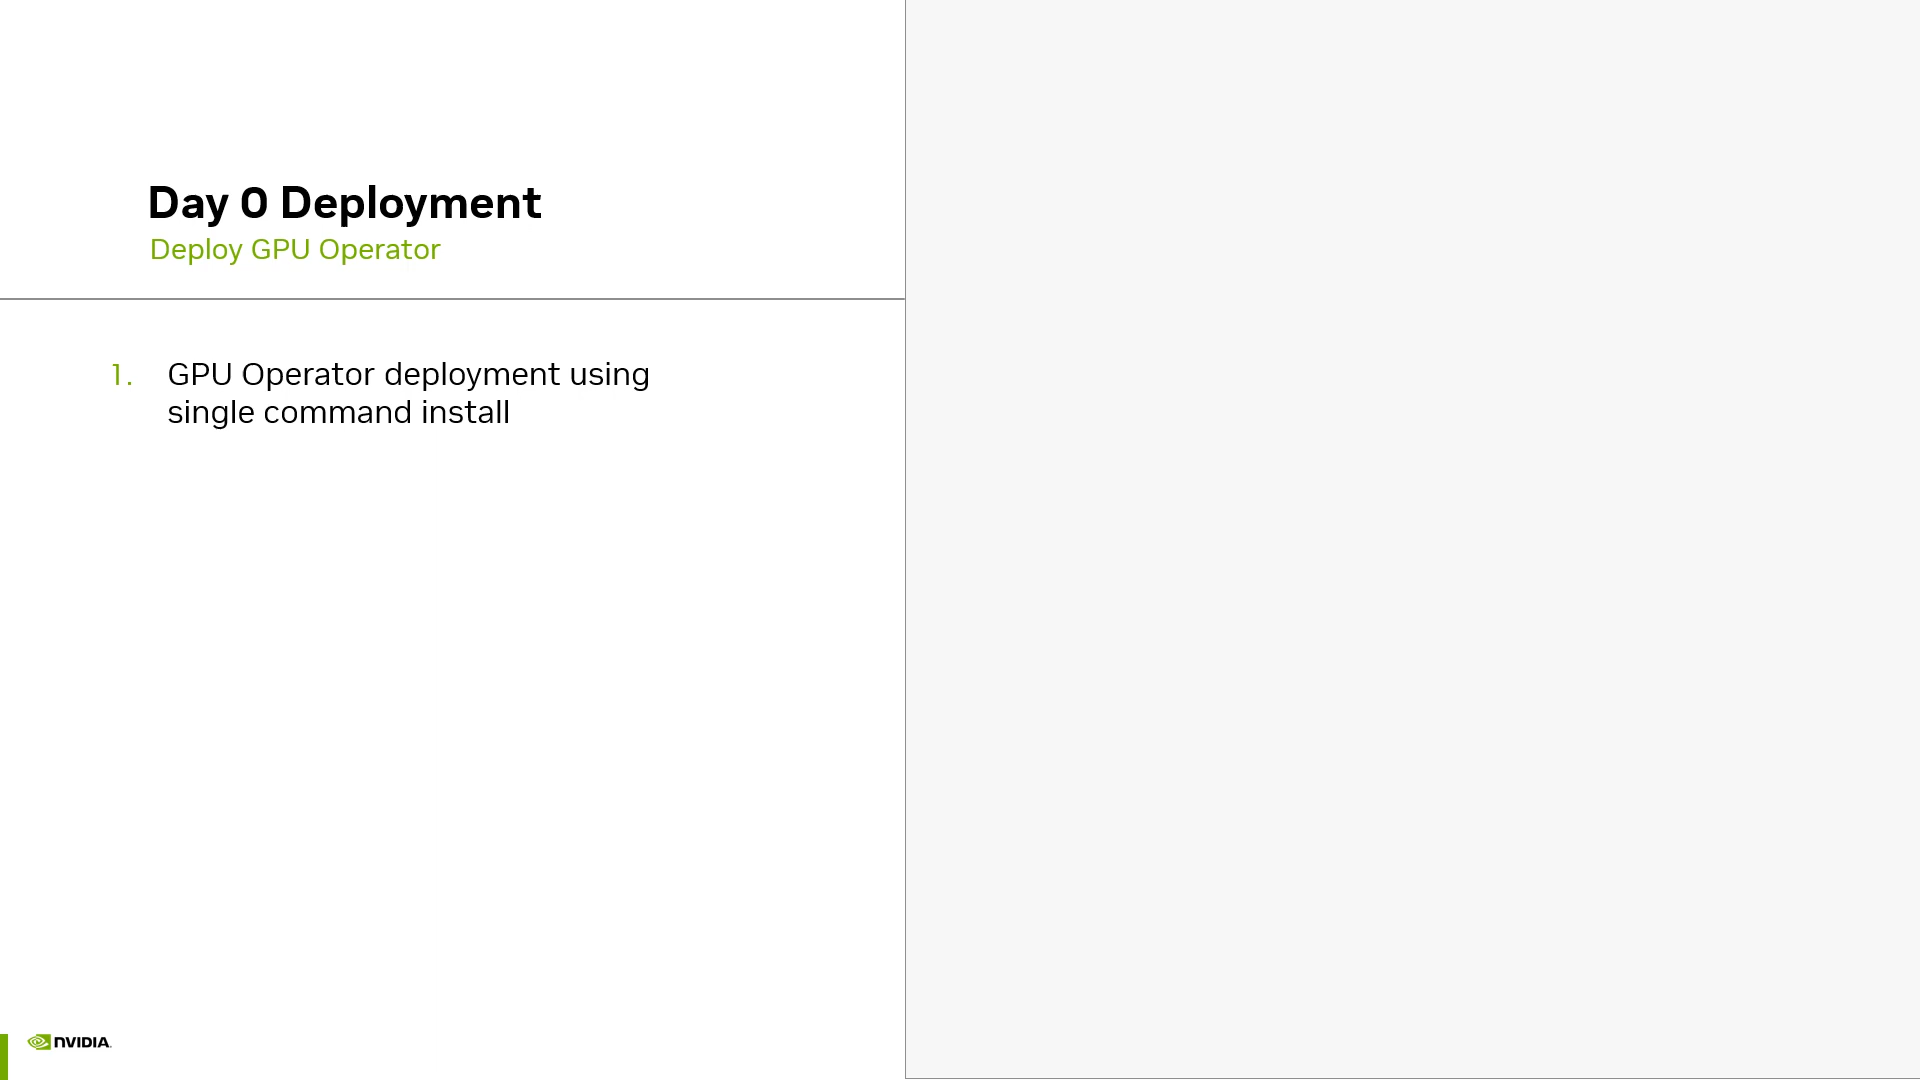 Day 0 Deployment
Deploy GPU Operator
1. GPU Operator deployment using
single command install
NVIDIA.